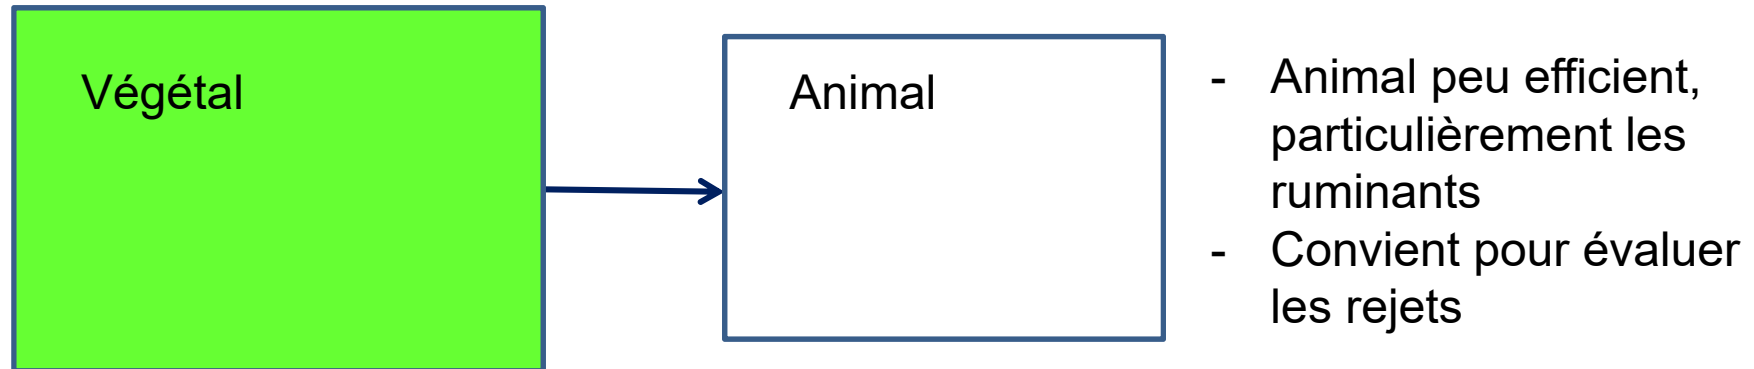 Végétal
Animal
- Animal peu efficient,
particulièrement les
ruminants
- Convient pour évaluer
les rejets